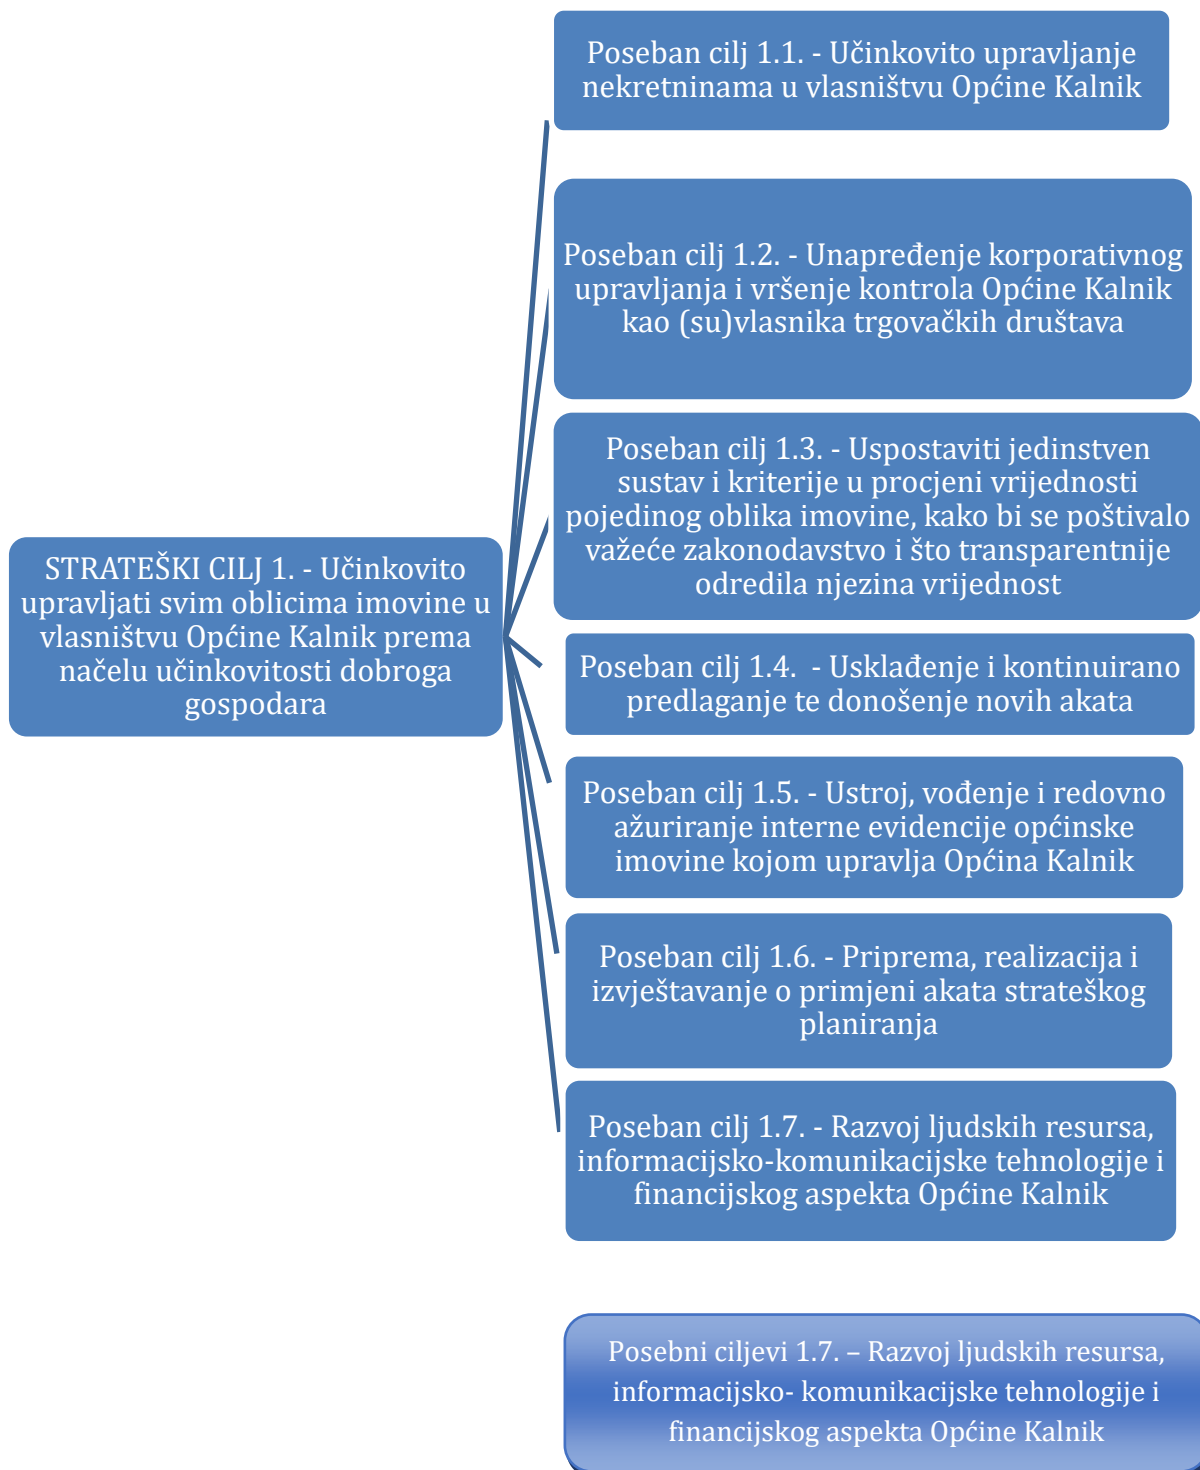 Poseban cilj 1.1. - Učinkovito upravljanje
nekretninama u vlasništvu Općine Kalnik
Poseban cilj 1.2. - Unapređenje korporativnog
upravljanja i vršenje kontrola Općine Kalnik
kao (su)vlasnika trgovačkih društava
Poseban cilj 1.3. - Uspostaviti jedinstven
sustav i kriterije u procjeni vrijednosti
pojedinog oblika imovine, kako bi se poštivalo
važeće zakonodavstvo i što transparentnije
odredila njezina vrijednost
STRATEŠKI CILJ 1. - Učinkovito
upravljati svim oblicima imovine u
vlasništvu Općine Kalnik prema
načelu učinkovitosti dobroga
gospodara
Poseban cilj 1.4.  - Usklađenje i kontinuirano
predlaganje te donošenje novih akata
Poseban cilj 1.5. - Ustroj, vođenje i redovno
ažuriranje interne evidencije općinske
imovine kojom upravlja Općina Kalnik
Poseban cilj 1.6. - Priprema, realizacija i
izvještavanje o primjeni akata strateškog
planiranja
Poseban cilj 1.7. - Razvoj ljudskih resursa,
informacijsko-komunikacijske tehnologije i
financijskog aspekta Općine Kalnik
Posebni ciljevi 1.7. – Razvoj ljudskih resursa,
informacijsko- komunikacijske tehnologije i
financijskog aspekta Općine Kalnik